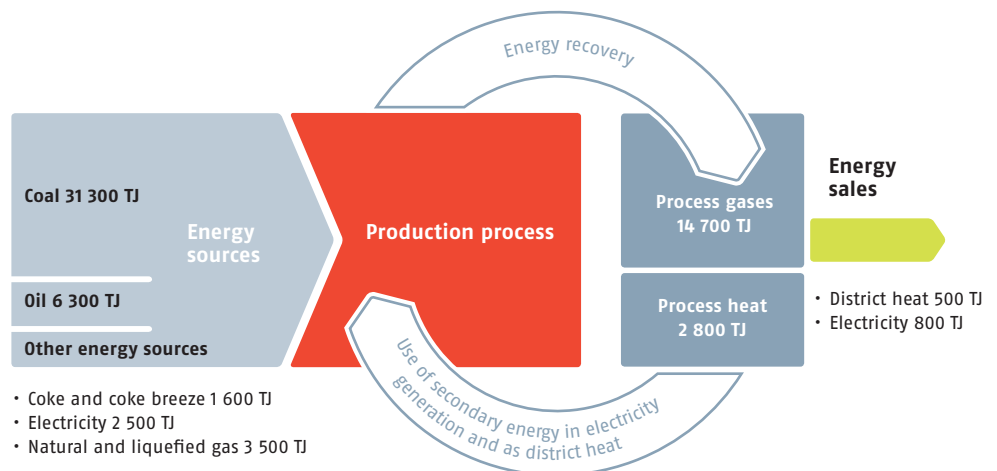 Energy recovery
Coal 31 300 TJ
Energy
sources
Oil 6 300 TJ
Other energy sources
• Coke and coke breeze 1 600 TJ
• Electricity 2 500 TJ
• Natural and liquefied gas 3 500 TJ
Production process
Process gases
14 700 TJ
Process heat
2 800 TJ
Use of secondary energy in electricity
generation and as district heat
Energy
sales
• District heat 500 TJ
• Electricity 800 TJ